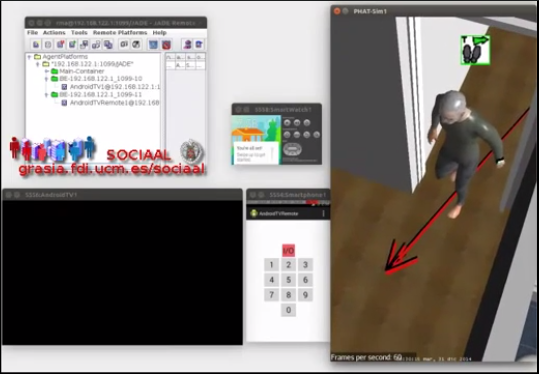 rma@192.168.122.1:1099/JADE - JADE Remote
File Actions Tools Remote Platforms Help
AgentPlatforms
"192.168.122.1:1099/JADE"
Main-Container
BE-192.168.122.1_1099-10
AndroidTV1@192.168.122.1:1
BE-192.168.122.1_1099-11
AndroidTVRemote1@192.168
SOCIAAL
grasia.fdi.ucm.es/sociaal
5556:SmartWatch1
You're all set!
5554:AndroidTV1
5558:Smartphone1
AndroidTVRemote
I/O
1 2 3
4 5 6
7 8 9
0
PHAT-Sim1
Frames per second: 60